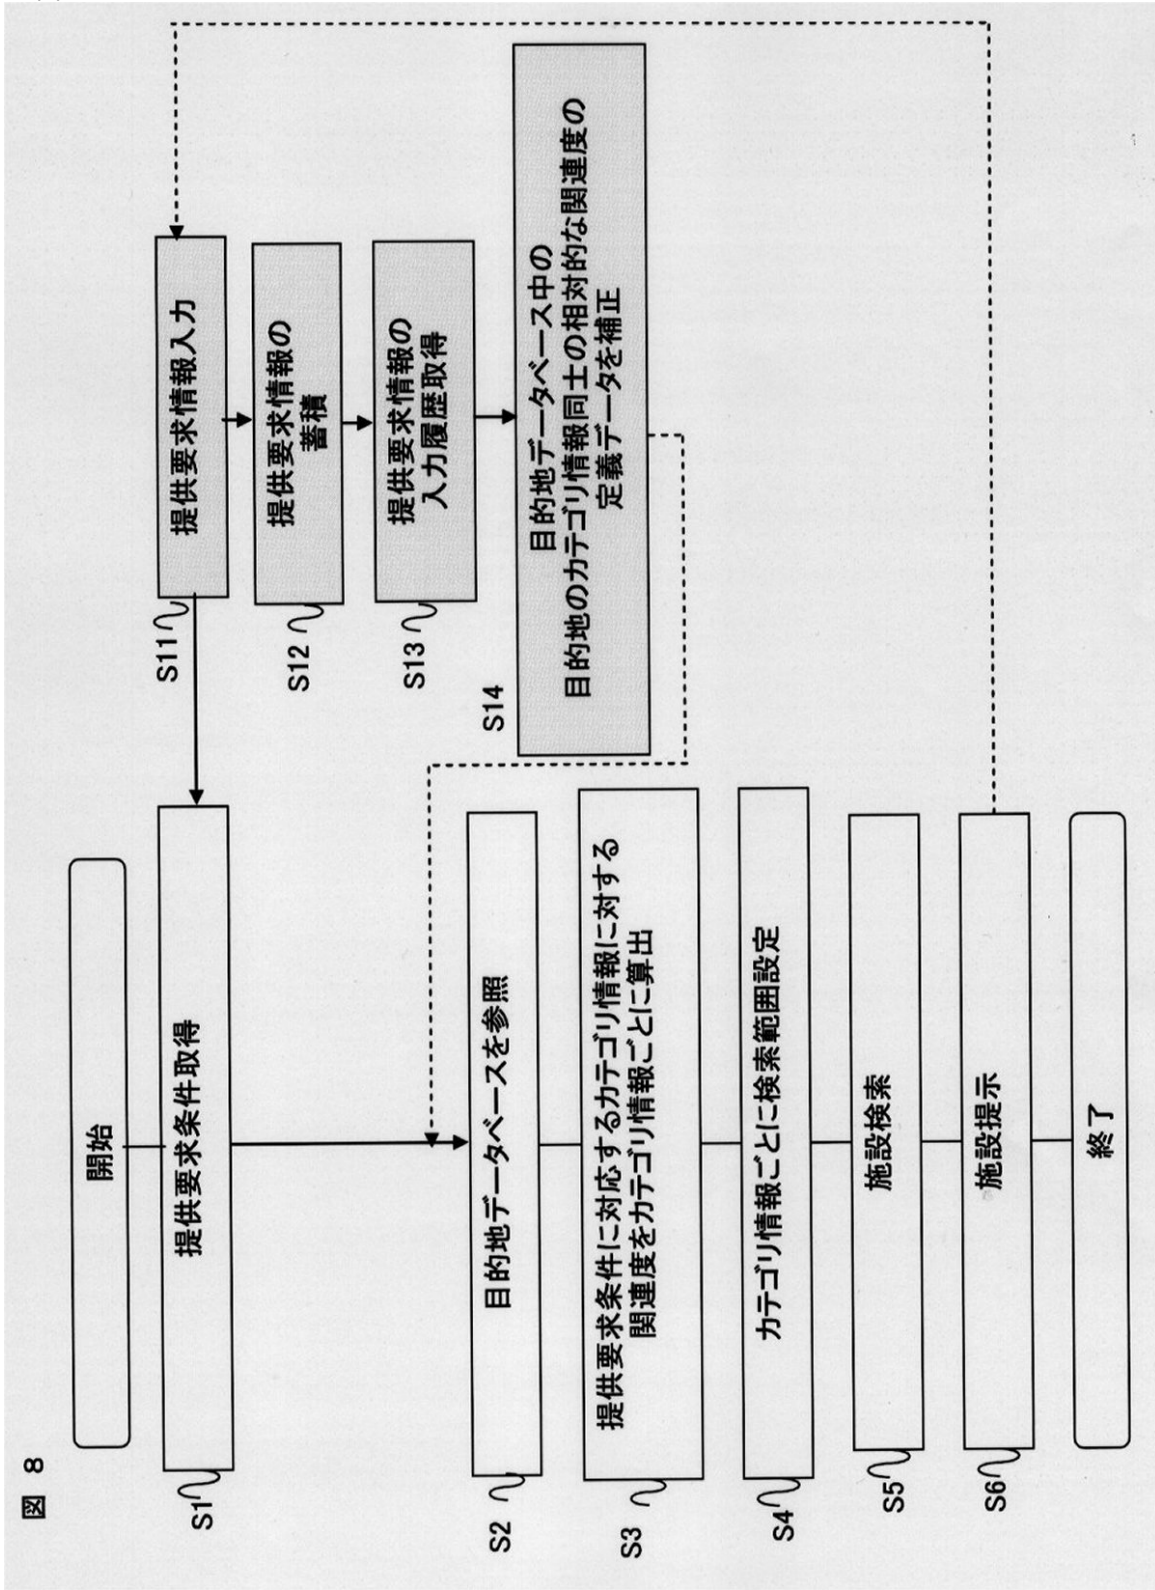 図 8
開始
S1
提供要求条件取得
S11
提供要求情報入力
S12
提供要求情報の
蓄積
S13
提供要求情報の
入力履歴取得
S14
目的地データベース中の
目的地のカテゴリ情報同士の相対的な関連度の
定義データを補正
S2
目的地データベースを参照
S3
提供要求条件に対応するカテゴリ情報に対する
関連度をカテゴリ情報ごとに算出
S4
カテゴリ情報ごとに検索範囲設定
S5
施設検索
S6
施設提示
終了